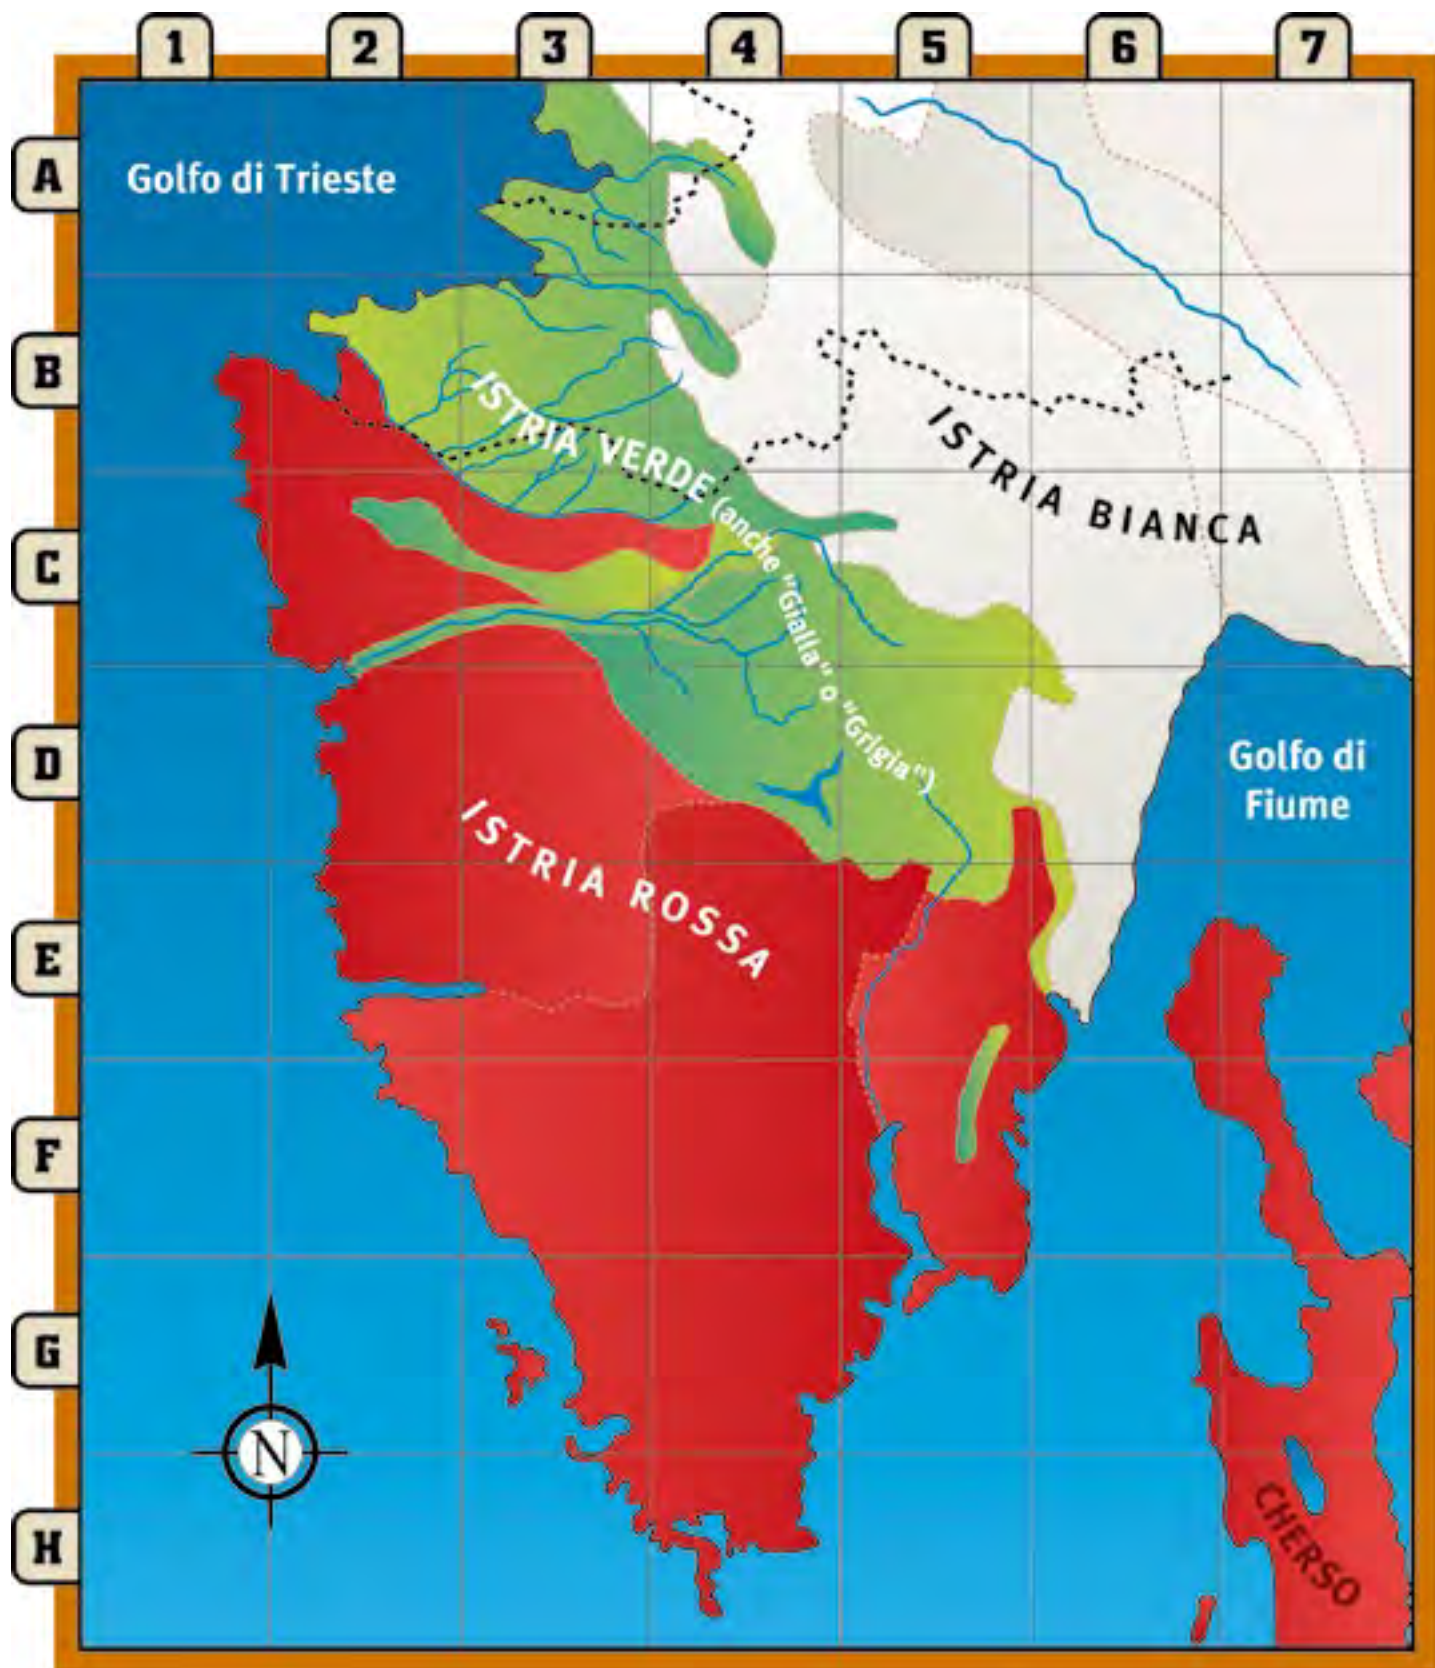 1 2 3 4 5 6 7
A
Golfo di Trieste
B
ISTRIA VERDE (anche "Gialla" o "Grigia")
ISTRIA BIANCA
C
D
Golfo di
Fiume
ISTRIA ROSSA
E
F
G
N
H
CHERSO